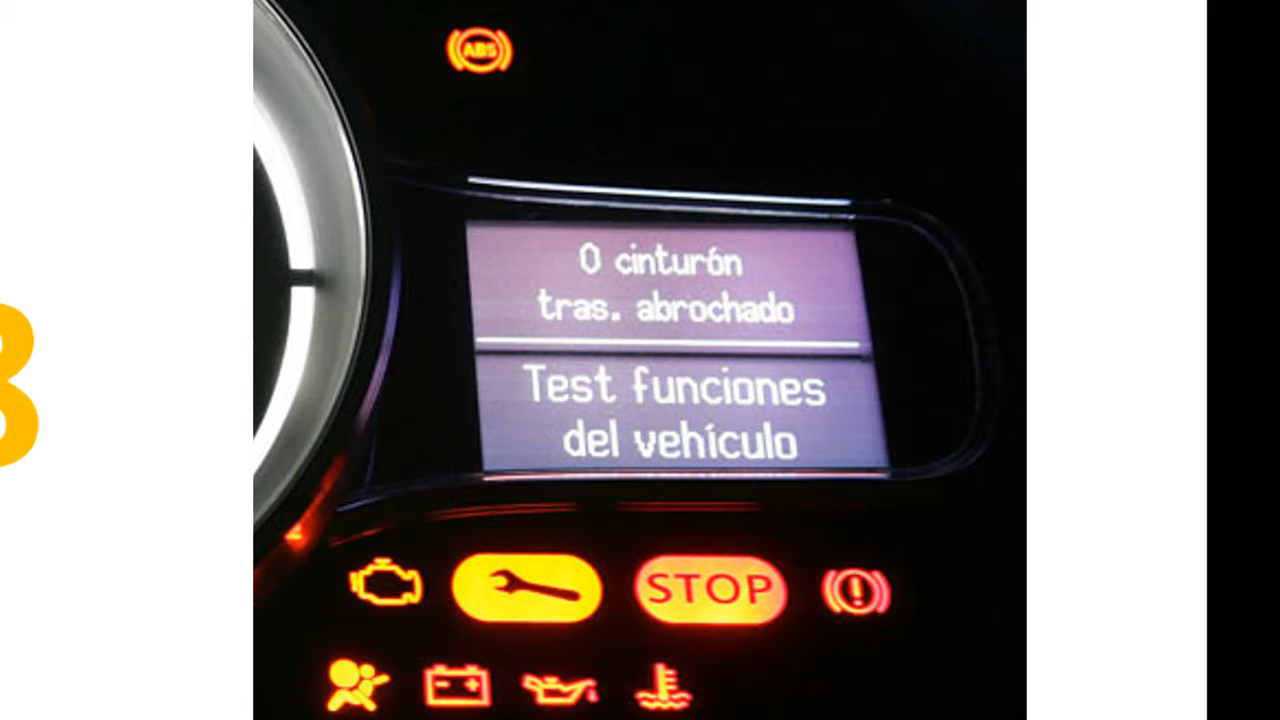 ABS
0 cinturón
tras. abrochado
Test funciones
del vehículo
STOP